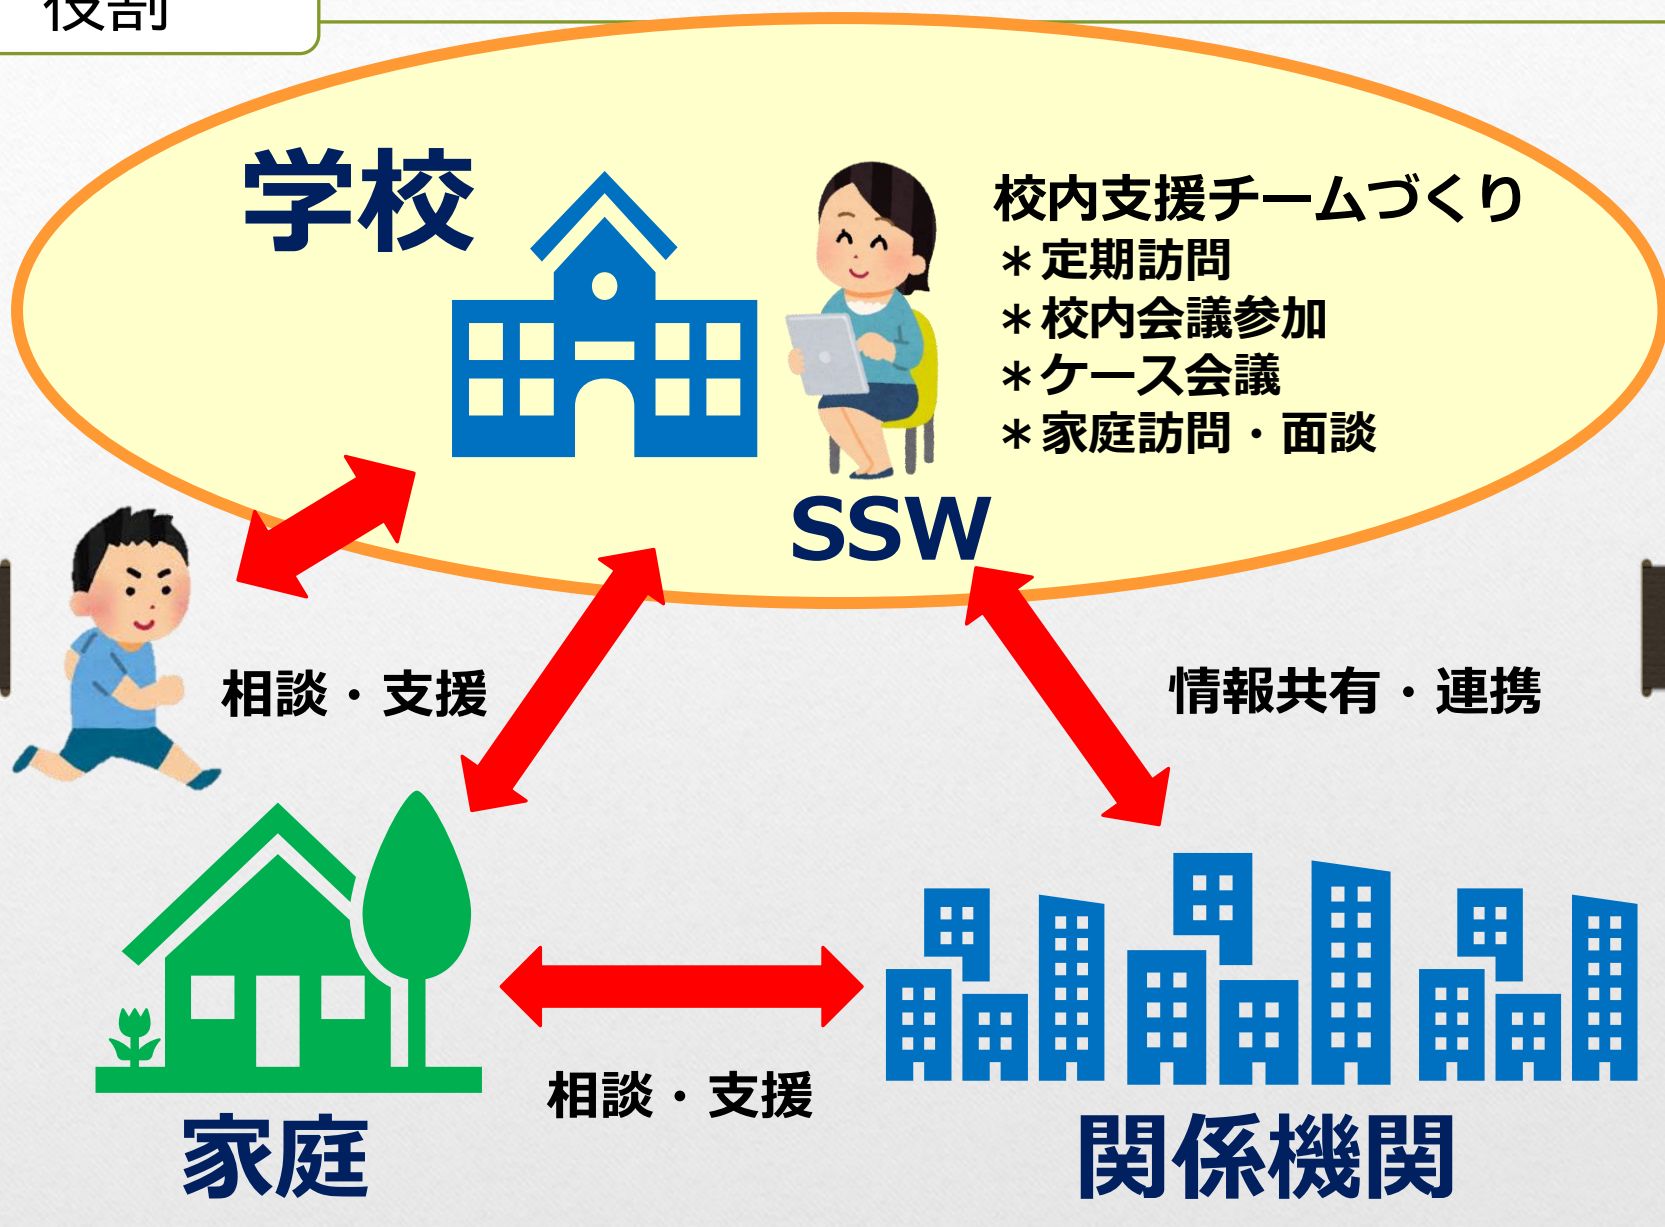 役割
学校
校内支援チームづくり
＊定期訪問
＊校内会議参加
＊ケース会議
＊家庭訪問・面談
SSW
相談・支援
情報共有・連携
相談・支援
家庭
関係機関